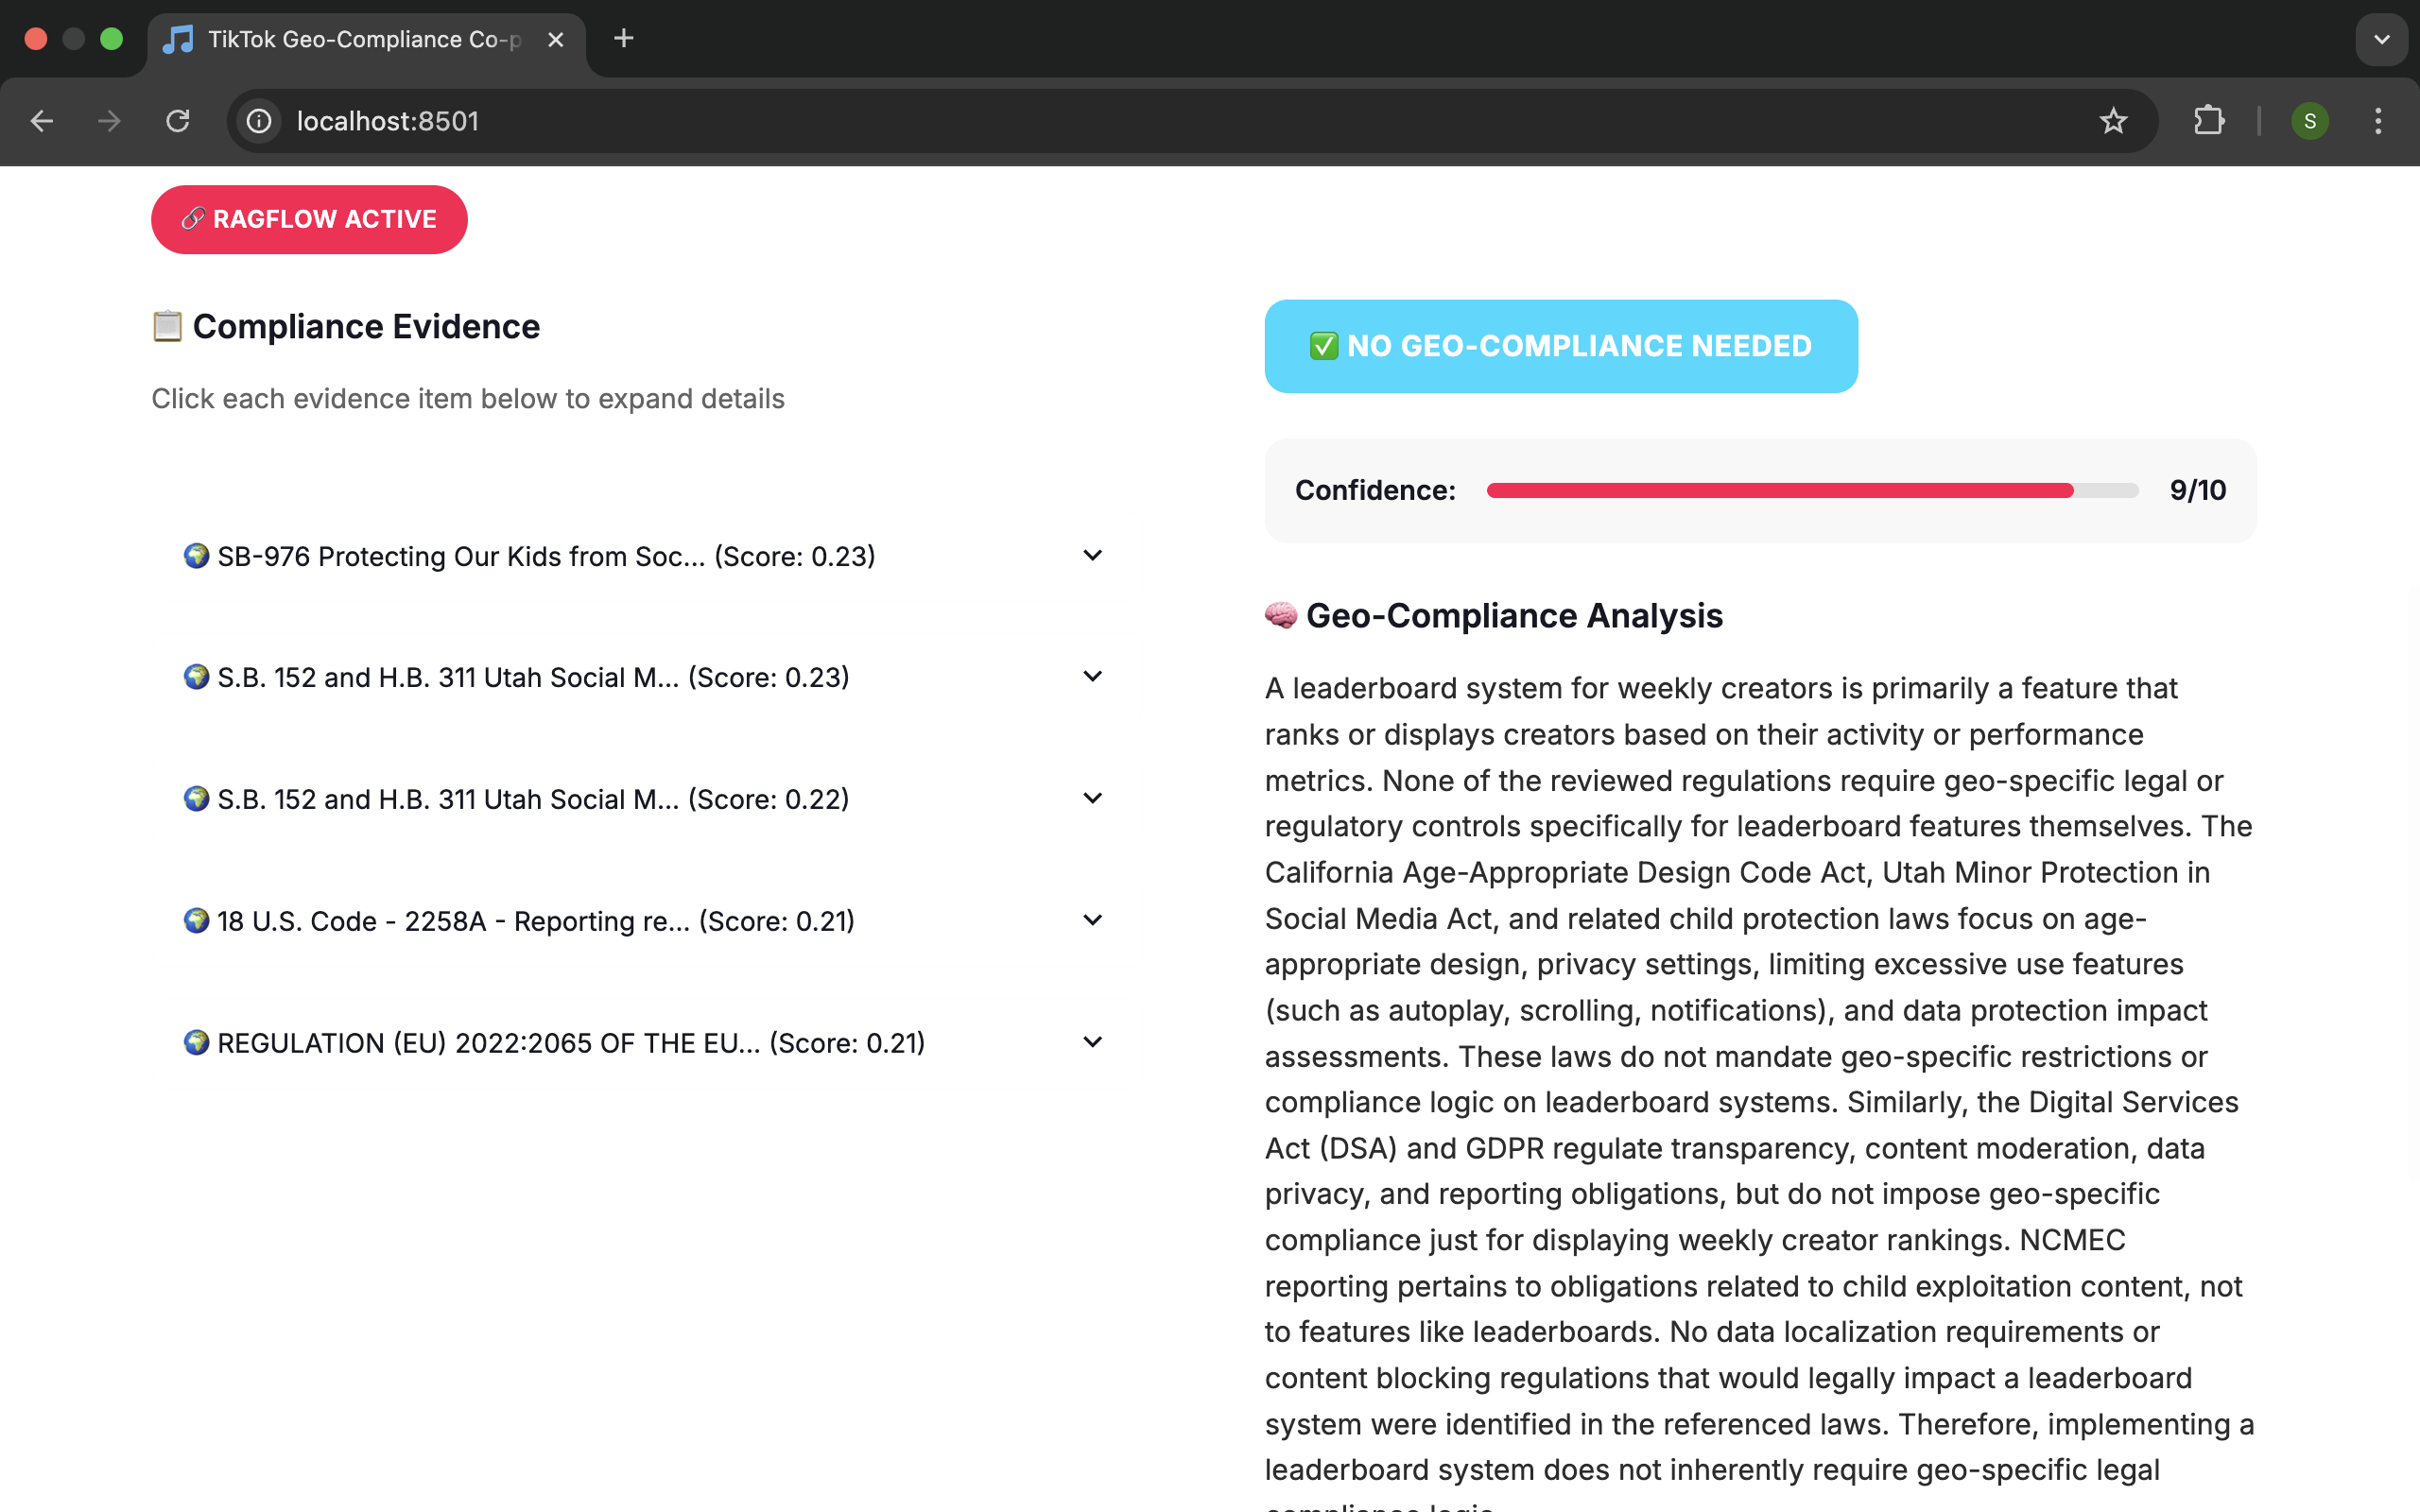 TikTok Geo-Compliance Co-p
localhost:8501
S
RAGFLOW ACTIVE
Compliance Evidence
Click each evidence item below to expand details
SB-976 Protecting Our Kids from Soc... (Score: 0.23)
S.B. 152 and H.B. 311 Utah Social M... (Score: 0.23)
S.B. 152 and H.B. 311 Utah Social M... (Score: 0.22)
18 U.S. Code - 2258A - Reporting re... (Score: 0.21)
REGULATION (EU) 2022:2065 OF THE EU... (Score: 0.21)
NO GEO-COMPLIANCE NEEDED
Confidence: 9/10
Geo-Compliance Analysis
A leaderboard system for weekly creators is primarily a feature that
ranks or displays creators based on their activity or performance
metrics. None of the reviewed regulations require geo-specific legal or
regulatory controls specifically for leaderboard features themselves. The
California Age-Appropriate Design Code Act, Utah Minor Protection in
Social Media Act, and related child protection laws focus on age-
appropriate design, privacy settings, limiting excessive use features
(such as autoplay, scrolling, notifications), and data protection impact
assessments. These laws do not mandate geo-specific restrictions or
compliance logic on leaderboard systems. Similarly, the Digital Services
Act (DSA) and GDPR regulate transparency, content moderation, data
privacy, and reporting obligations, but do not impose geo-specific
compliance just for displaying weekly creator rankings. NCMEC
reporting pertains to obligations related to child exploitation content, not
to features like leaderboards. No data localization requirements or
content blocking regulations that would legally impact a leaderboard
system were identified in the referenced laws. Therefore, implementing a
leaderboard system does not inherently require geo-specific legal